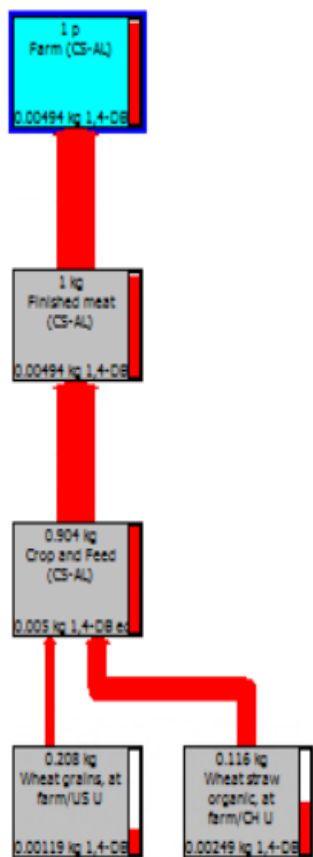 1 p
Farm (CS-AL)
0.00494 kg 1,4-DB
1 kg
Finished meat
(CS-AL)
0.00494 kg 1,4-DB
0.904 kg
Crop and Feed
(CS-AL)
0.005 kg 1,4-DB ec
0.208 kg
Wheat grains, at
farm/US U
0.00119 kg 1,4-DB
0.116 kg
Wheat straw
organic, at
farm/CH U
0.00249 kg 1,4-DB